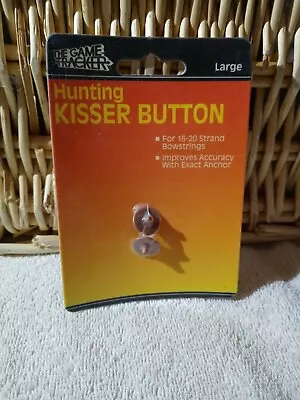 THE GAME
TRACKER
Large
Hunting
KISSER BUTTON
For 16-20 Strand
Bowstrings
Improves Accuracy
With Exact Anchor